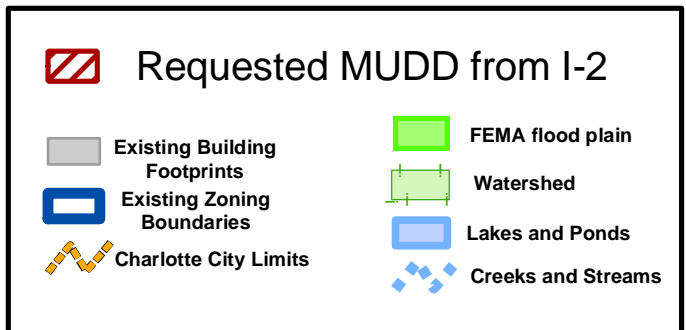 Requested MUDD from I-2
Existing Building
Footprints
Existing Zoning
Boundaries
Charlotte City Limits
FEMA flood plain
Watershed
Lakes and Ponds
Creeks and Streams